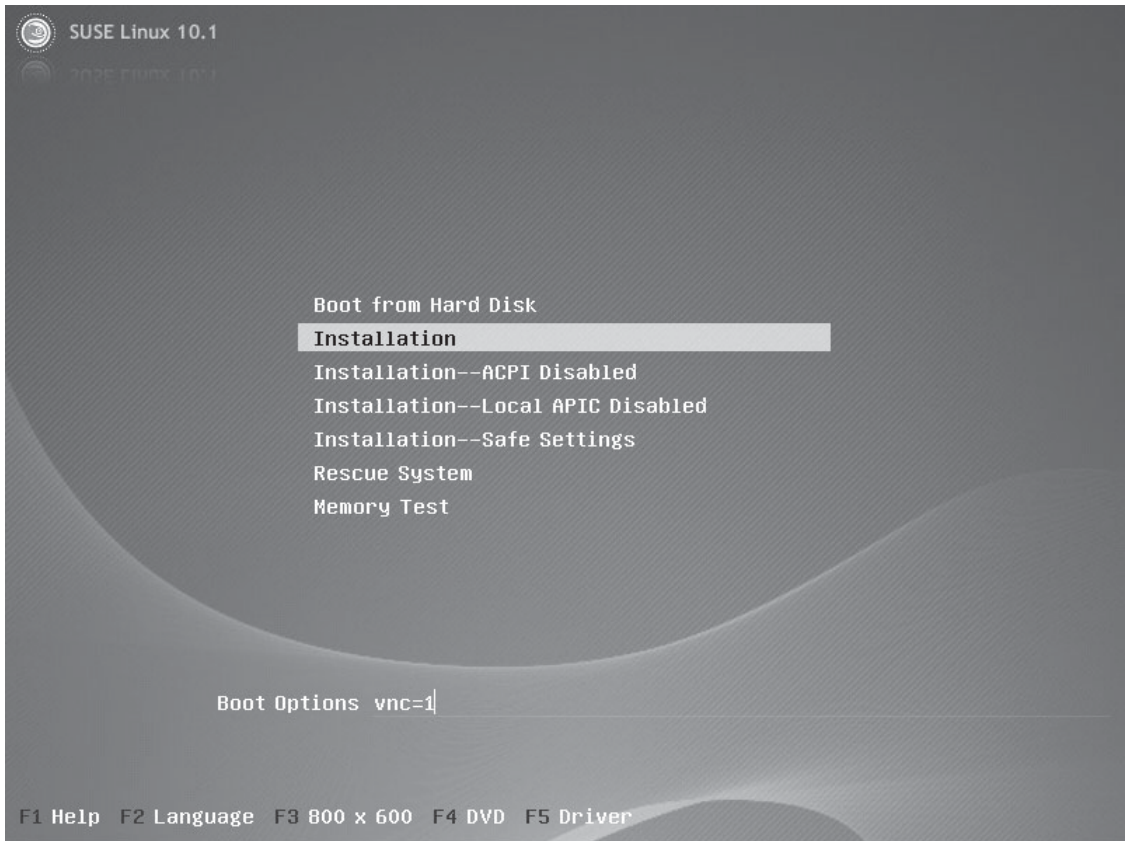 SUSE Linux 10.1
Boot from Hard Disk
Installation
Installation--ACPI Disabled
Installation--Local APIC Disabled
Installation--Safe Settings
Rescue System
Memory Test
Boot Options vnc=1
F1 Help F2 Language F3 800 x 600 F4 DVD F5 Driver